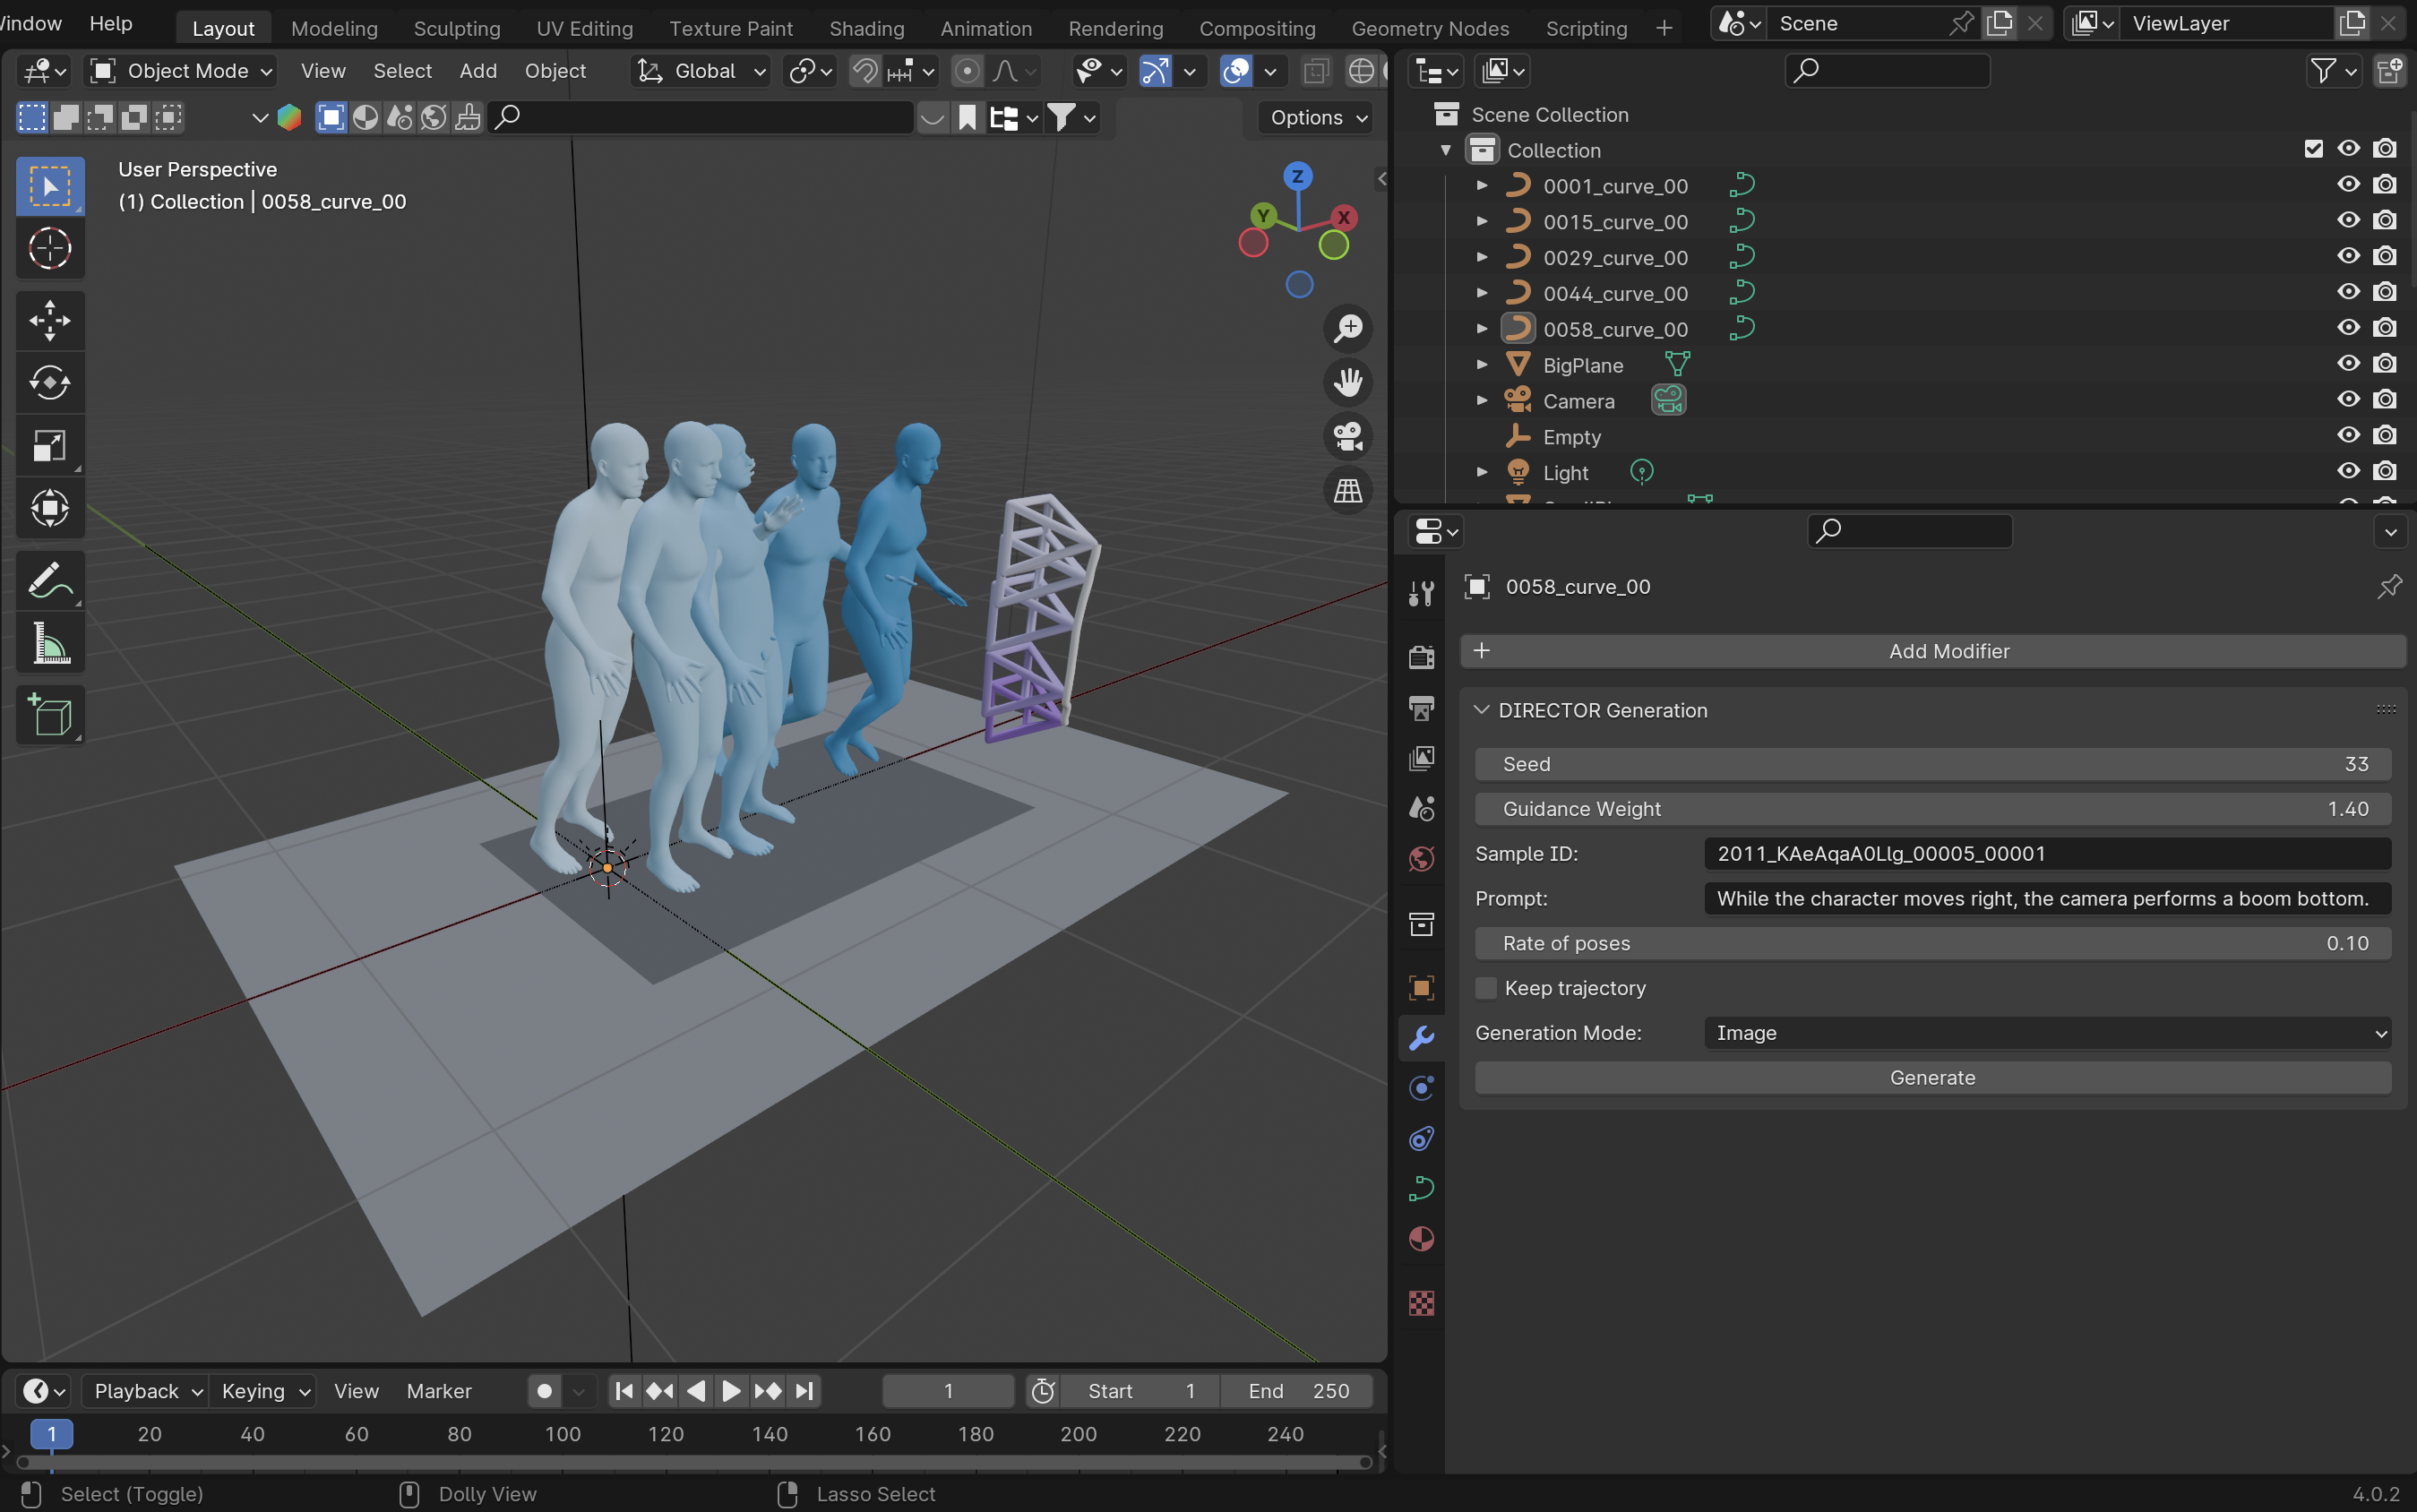 Window Help Layout Modeling Sculpting UV Editing Texture Paint Shading Animation Rendering Compositing Geometry Nodes Scripting + Scene ViewLayer
Object Mode View Select Add Object Global
Options
User Perspective
(1) Collection | 0058_curve_00
Z
Y
X
Scene Collection
Collection
0001_curve_00
0015_curve_00
0029_curve_00
0044_curve_00
0058_curve_00
BigPlane
Camera
Empty
Light
0058_curve_00
+ Add Modifier
DIRECTOR Generation
Seed 33
Guidance Weight 1.40
Sample ID: 2011_KAeAqaA0Llg_00005_00001
Prompt: While the character moves right, the camera performs a boom bottom.
Rate of poses 0.10
Keep trajectory
Generation Mode: Image
Generate
Playback Keying View Marker 1 Start 1 End 250
1 20 40 60 80 100 120 140 160 180 200 220 240
Select (Toggle) Dolly View Lasso Select 4.0.2